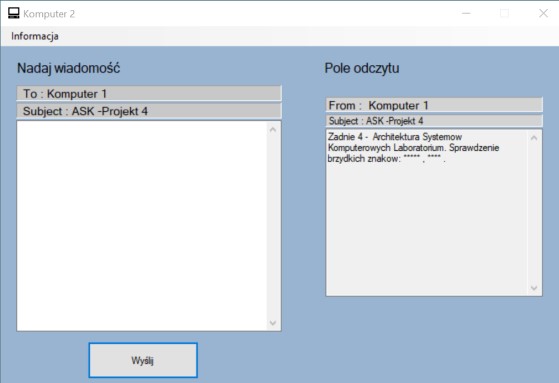 Komputer 2
Informacja
Nadaj wiadomość
To : Komputer 1
Subject : ASK -Projekt 4
Wyślij
Pole odczytu
From : Komputer 1
Subject : ASK -Projekt 4
Zadnie 4 - Architektura Systemow
Komputerowych Laboratorium. Sprawdzenie
brzydkich znakow: ***** , **** .